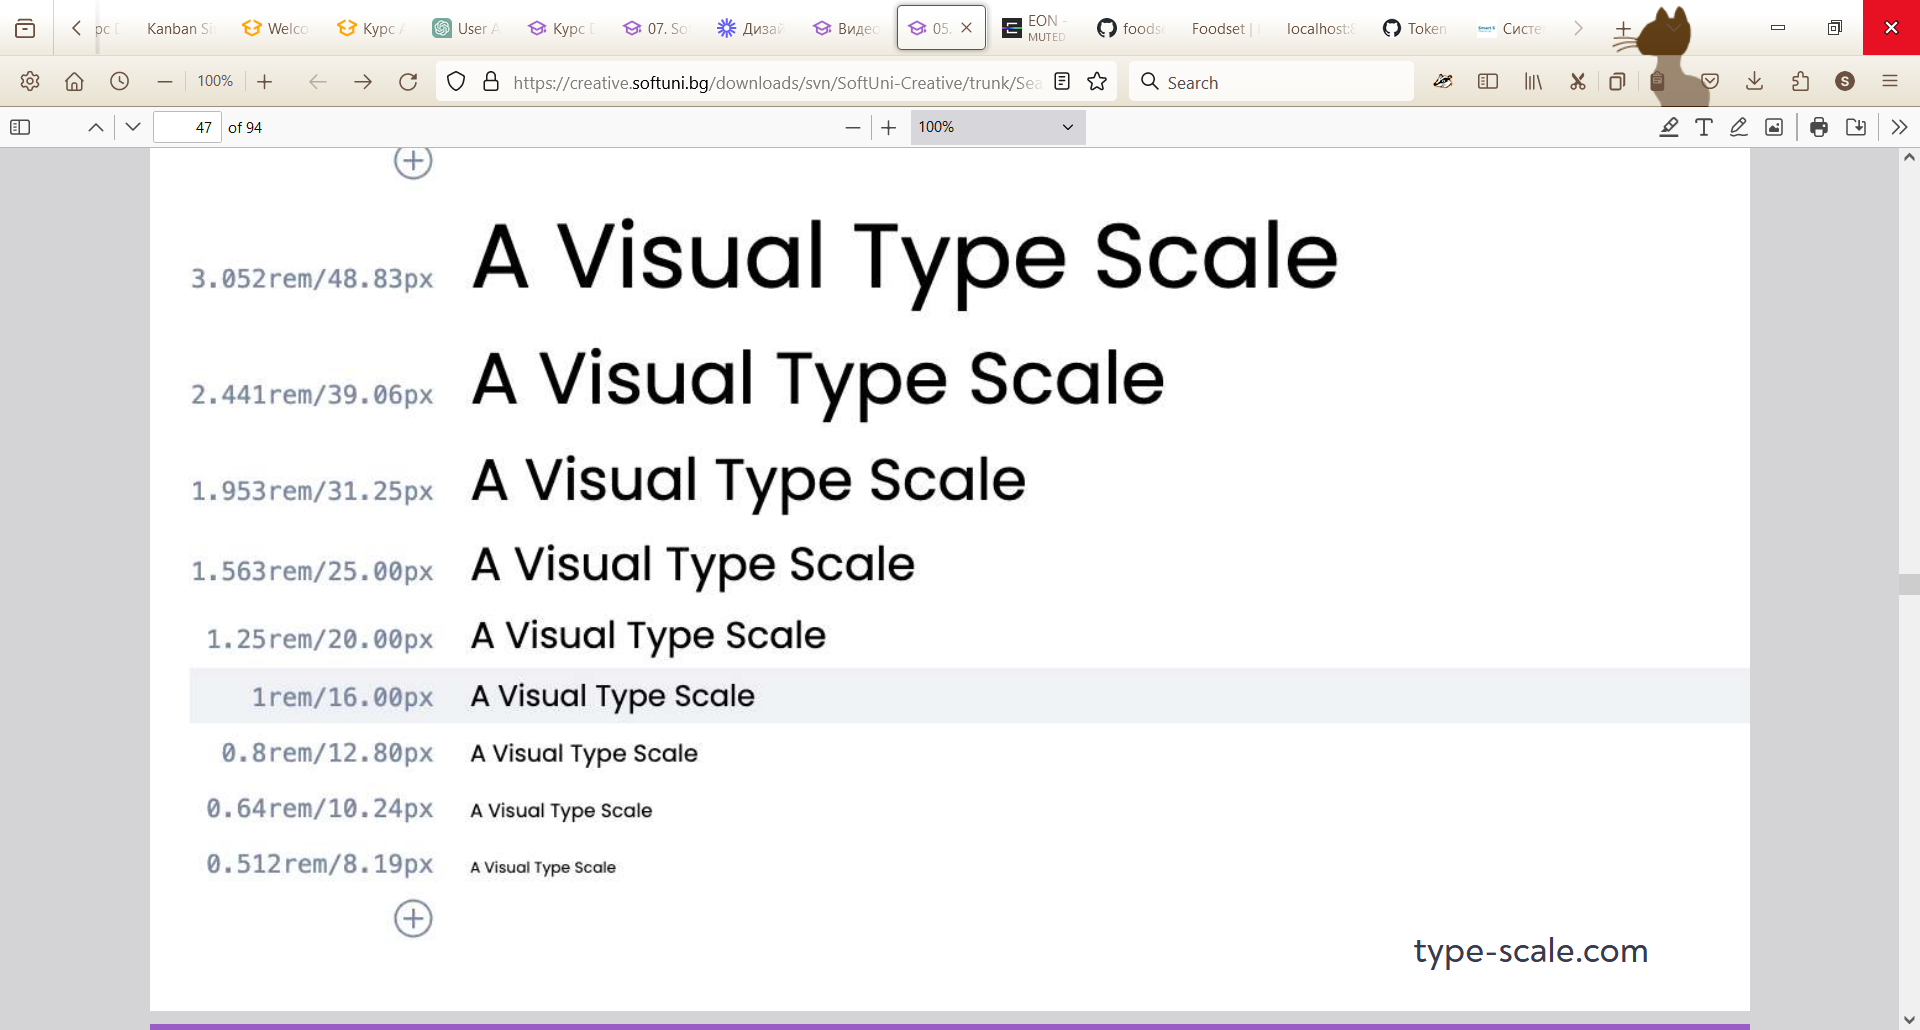 Kanban Si
Welco
Курс
User A
Курс
07. So
Дизай
Видео
05.
EON -
MUTED
foods
Foodset |
localhost:
Token
Систе
100%
https://creative.softuni.bg/downloads/svn/SoftUni-Creative/trunk/Sea
Search
S
47 of 94
100%
3.052rem/48.83px A Visual Type Scale
2.441rem/39.06px A Visual Type Scale
1.953rem/31.25px A Visual Type Scale
1.563rem/25.00px A Visual Type Scale
1.25rem/20.00px A Visual Type Scale
1rem/16.00px A Visual Type Scale
0.8rem/12.80px A Visual Type Scale
0.64rem/10.24px A Visual Type Scale
0.512rem/8.19px A Visual Type Scale
type-scale.com